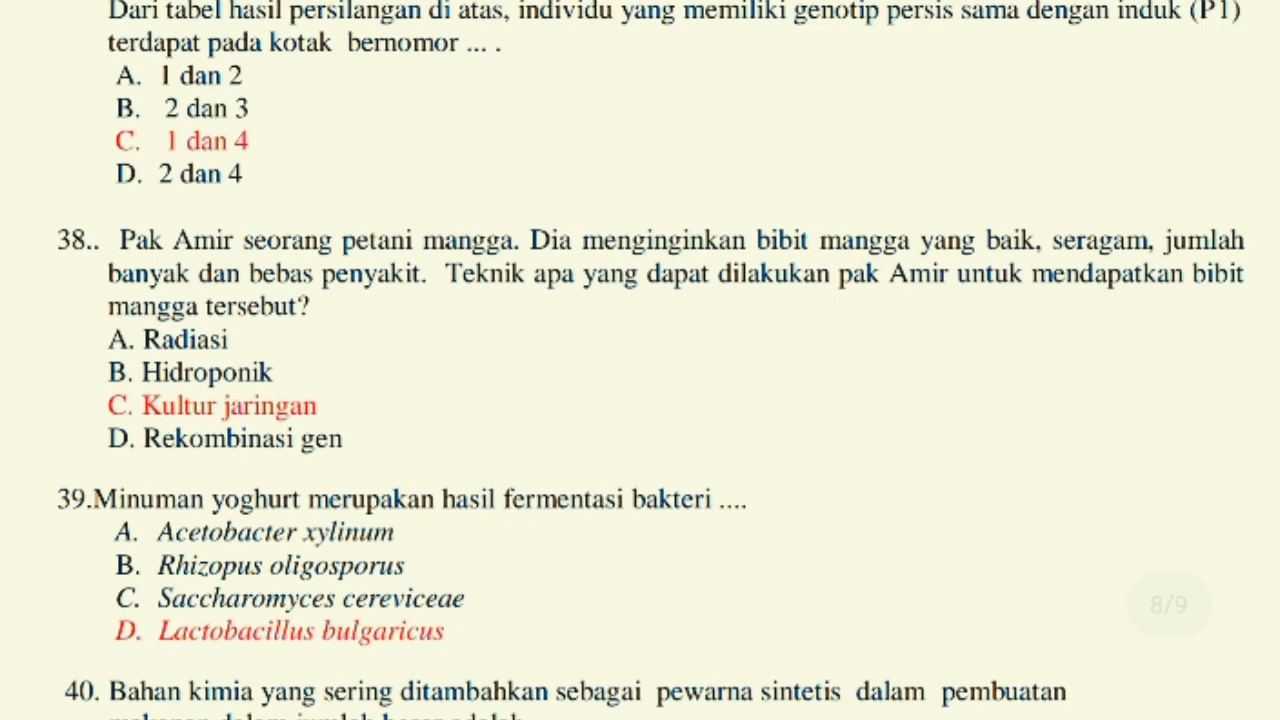 Dari tabel hasil persilangan di atas, individu yang memiliki genotip persis sama dengan induk (P1)
terdapat pada kotak bernomor ... .
A. 1 dan 2
B. 2 dan 3
C. 1 dan 4
D. 2 dan 4
38.. Pak Amir seorang petani mangga. Dia menginginkan bibit mangga yang baik, seragam, jumlah
banyak dan bebas penyakit. Teknik apa yang dapat dilakukan pak Amir untuk mendapatkan bibit
mangga tersebut?
A. Radiasi
B. Hidroponik
C. Kultur jaringan
D. Rekombinasi gen
39.Minuman yoghurt merupakan hasil fermentasi bakteri ....
A. Acetobacter xylinum
B. Rhizopus oligosporus
C. Saccharomyces cereviceae
D. Lactobacillus bulgaricus
8/9
40. Bahan kimia yang sering ditambahkan sebagai pewarna sintetis dalam pembuatan